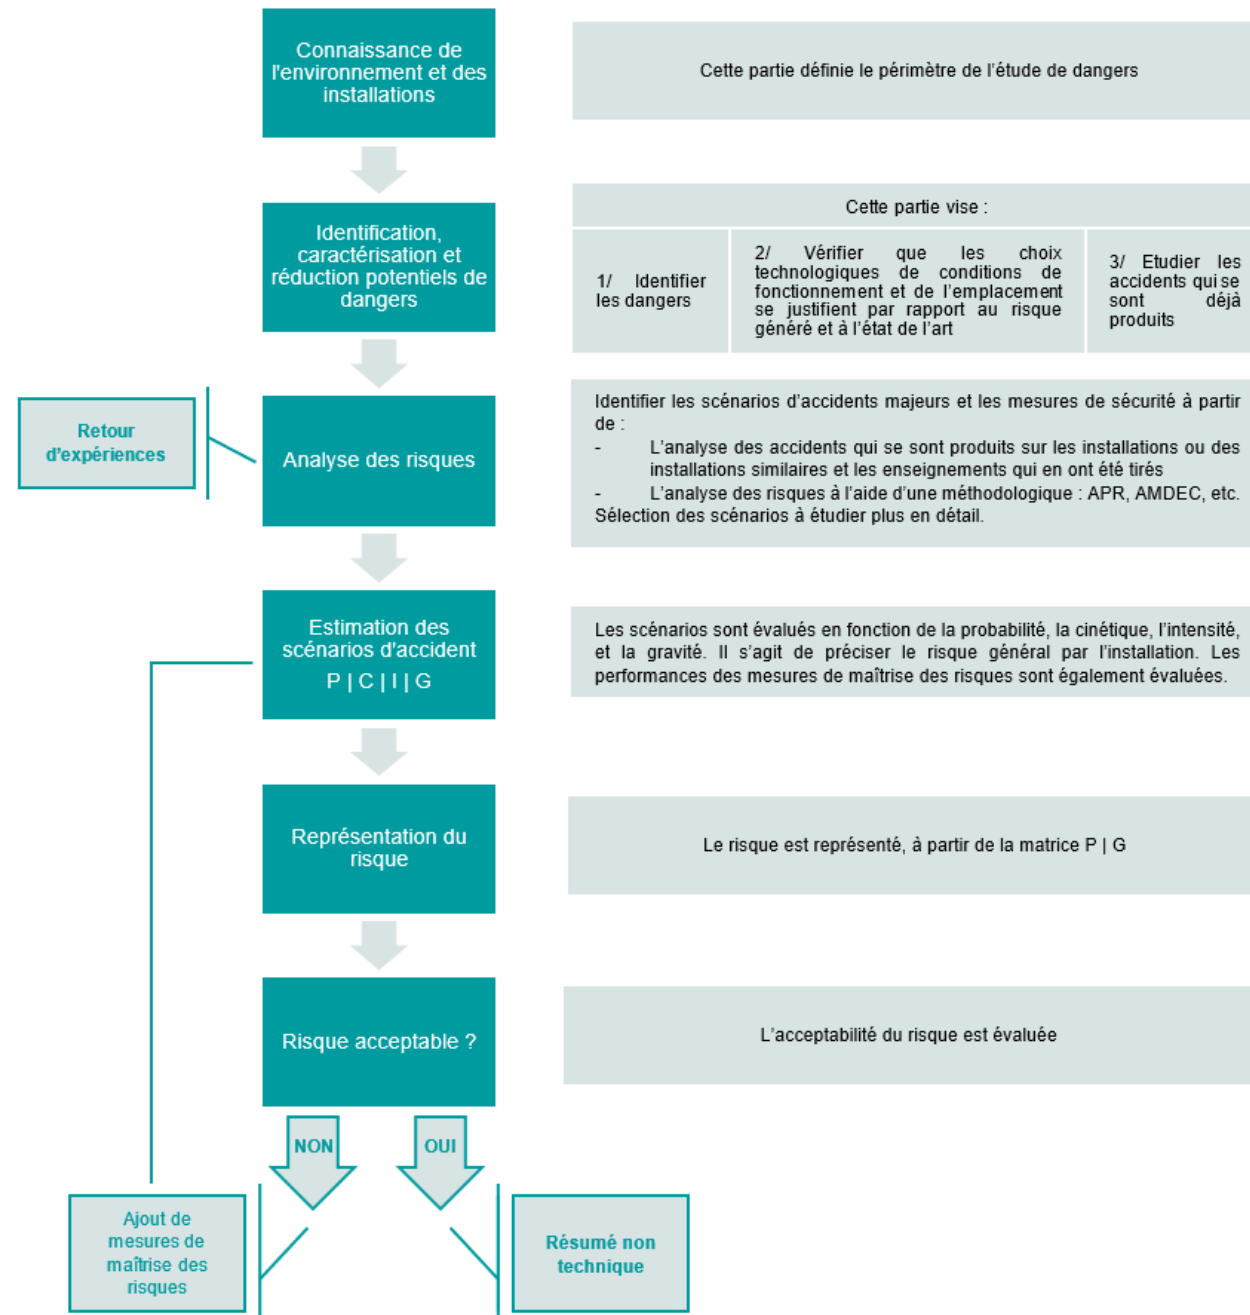 Connaissance de
l'environnement et des
installations
Cette partie définie le périmètre de l'étude de dangers
Identification,
caractérisation et
réduction potentiels de
dangers
Cette partie vise :
1/ Identifier
les dangers
2/ Vérifier que les choix
technologiques de conditions de
fonctionnement et de l'emplacement
se justifient par rapport au risque
généré et à l'état de l'art
3/ Etudier les
accidents qui se
sont déjà
produits
Retour
d'expériences
Analyse des risques
Identifier les scénarios d'accidents majeurs et les mesures de sécurité à partir
de :
- L'analyse des accidents qui se sont produits sur les installations ou des
installations similaires et les enseignements qui en ont été tirés
- L'analyse des risques à l'aide d'une méthodologique : APR, AMDEC, etc.
Sélection des scénarios à étudier plus en détail.
Estimation des
scénarios d'accident
P | C | I | G
Les scénarios sont évalués en fonction de la probabilité, la cinétique, l'intensité,
et la gravité. Il s'agit de préciser le risque général par l'installation. Les
performances des mesures de maîtrise des risques sont également évaluées.
Représentation du
risque
Le risque est représenté, à partir de la matrice P | G
Risque acceptable ?
L'acceptabilité du risque est évaluée
NON
OUI
Ajout de
mesures de
maîtrise des
risques
Résumé non
technique